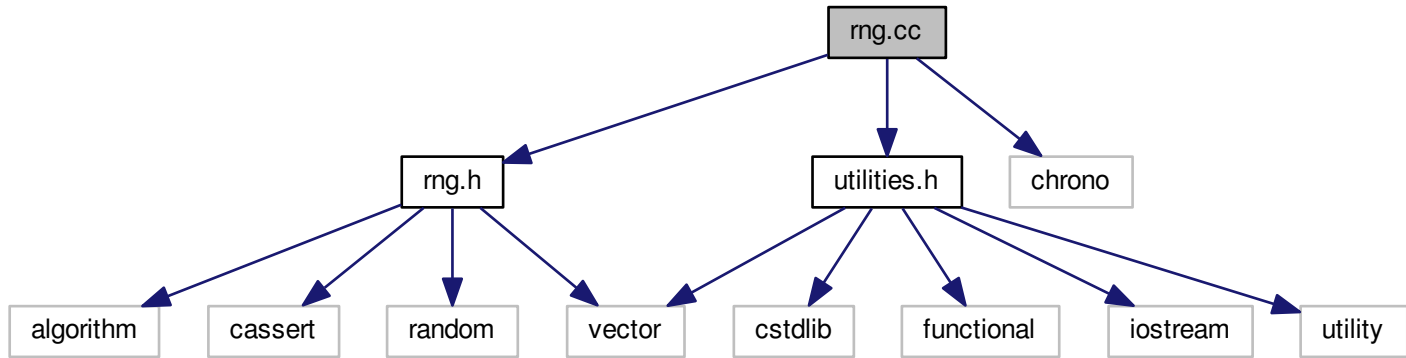 rng.cc
rng.h
utilities.h
chrono
algorithm
cassert
random
vector
cstdlib
functional
iostream
utility